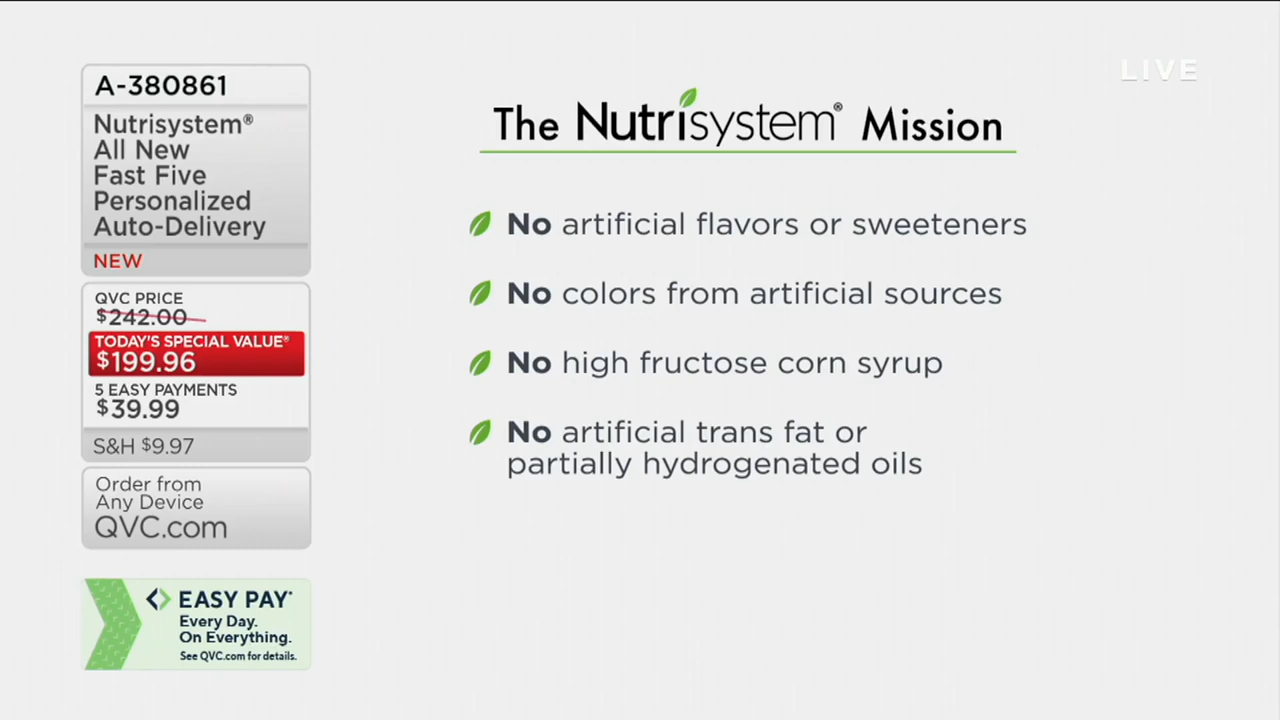 A-380861
Nutrisystem®
All New
Fast Five
Personalized
Auto-Delivery
NEW
QVC PRICE
$242.00
TODAY'S SPECIAL VALUE®
$199.96
5 EASY PAYMENTS
$39.99
S&H $9.97
Order from
Any Device
QVC.com
EASY PAY*
Every Day.
On Everything.
See QVC.com for details.
LIVE
The Nutrisystem® Mission
No artificial flavors or sweeteners
No colors from artificial sources
No high fructose corn syrup
No artificial trans fat or
partially hydrogenated oils